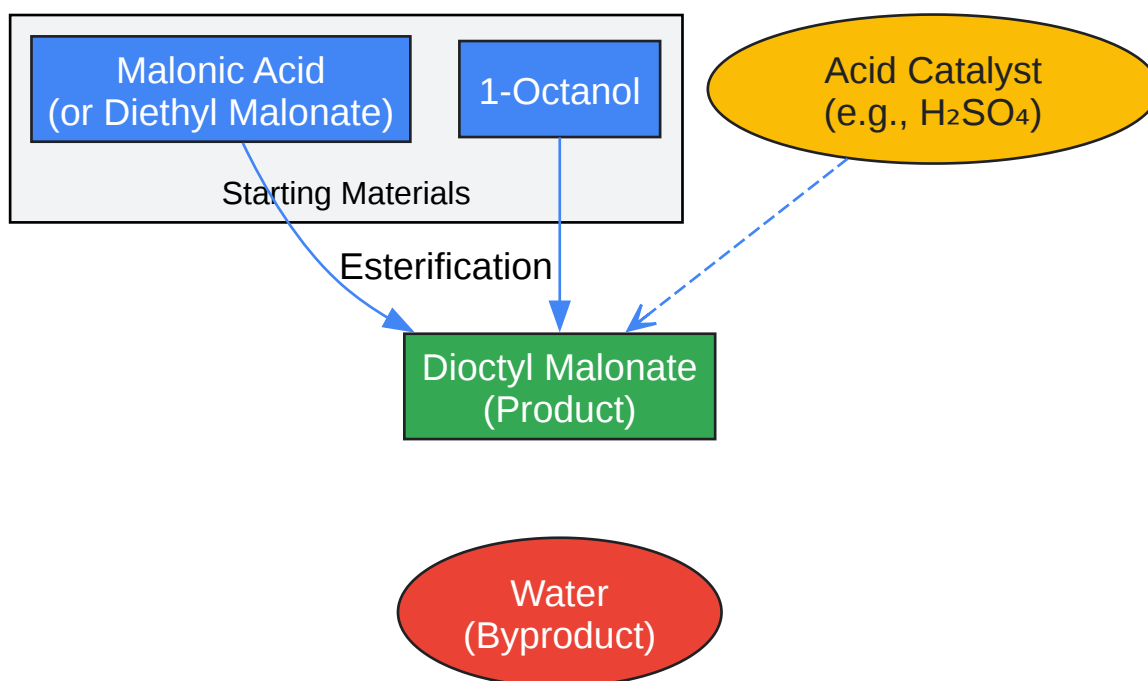 Malonic Acid
(or Diethyl Malonate)
1-Octanol
Acid Catalyst
(e.g., H₂SO₄)
Starting Materials
Esterification
Dioctyl Malonate
(Product)
Water
(Byproduct)